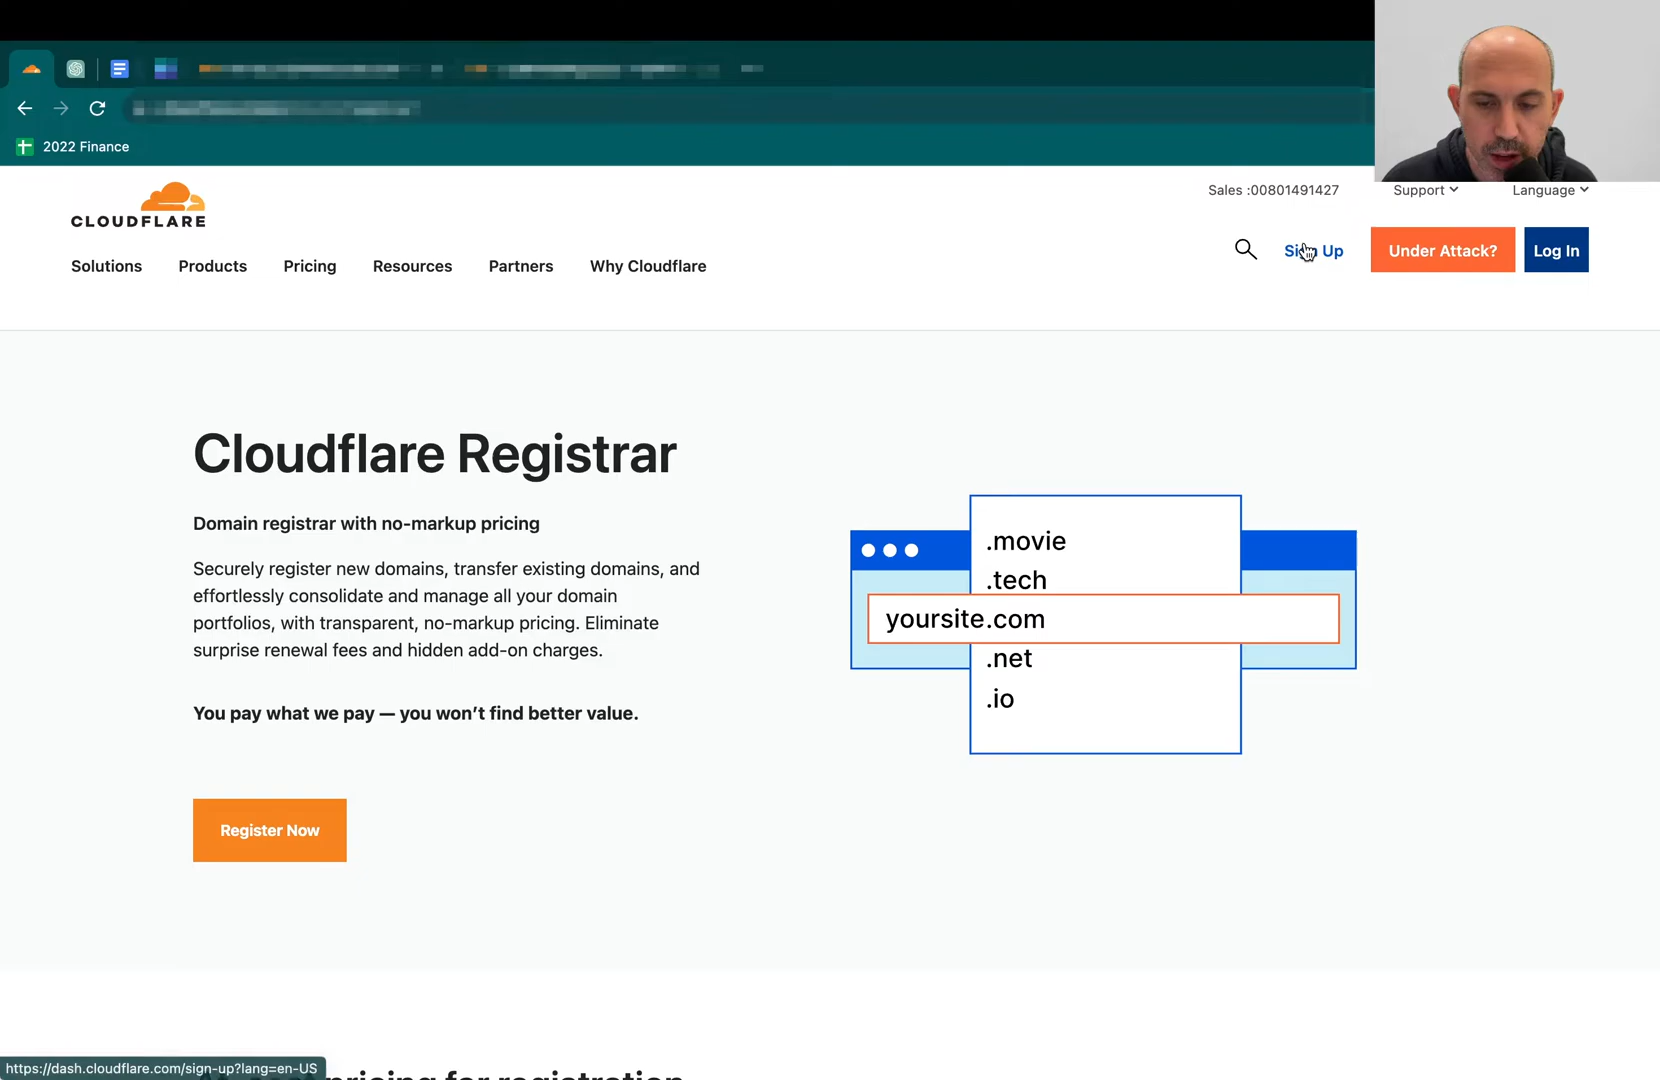 2022 Finance
CLOUDFLARE
Sales :00801491427
Support
Language
Solutions
Products
Pricing
Resources
Partners
Why Cloudflare
Sign Up
Under Attack?
Log In
Cloudflare Registrar
Domain registrar with no-markup pricing
Securely register new domains, transfer existing domains, and
effortlessly consolidate and manage all your domain
portfolios, with transparent, no-markup pricing. Eliminate
surprise renewal fees and hidden add-on charges.
You pay what we pay — you won’t find better value.
Register Now
.movie
.tech
yoursite.com
.net
.io
pricing for registration
https://dash.cloudflare.com/sign-up?lang=en-US